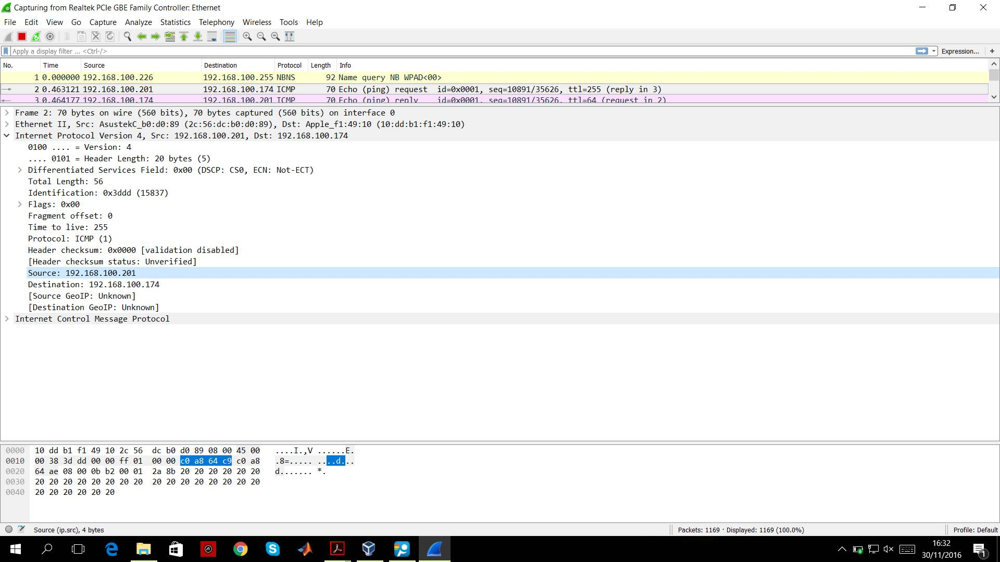 Capturing from Realtek PCIe GBE Family Controller: Ethernet
File Edit View Go Capture Analyze Statistics Telephony Wireless Tools Help
Apply a display filter ... <Ctrl-/> Expression... +
No. Time Source Destination Protocol Length Info
1 0.000000 192.168.100.226 192.168.100.255 NBNS 92 Name query NB WPAD<00>
2 0.463121 192.168.100.201 192.168.100.174 ICMP 70 Echo (ping) request id=0x0001, seq=10891/35626, ttl=255 (reply in 3)
3 0.464177 192.168.100.174 192.168.100.201 ICMP 70 Echo (ping) reply id=0x0001, seq=10891/35626, ttl=64 (request in 2)
Frame 2: 70 bytes on wire (560 bits), 70 bytes captured (560 bits) on interface 0
Ethernet II, Src: AsustekC_b0:d0:89 (2c:56:dc:b0:d0:89), Dst: Apple_f1:49:10 (10:dd:b1:f1:49:10)
Internet Protocol Version 4, Src: 192.168.100.201, Dst: 192.168.100.174
0100 .... = Version: 4
.... 0101 = Header Length: 20 bytes (5)
Differentiated Services Field: 0x00 (DSCP: CS0, ECN: Not-ECT)
Total Length: 56
Identification: 0x3ddd (15837)
Flags: 0x00
Fragment offset: 0
Time to live: 255
Protocol: ICMP (1)
Header checksum: 0x0000 [validation disabled]
[Header checksum status: Unverified]
Source: 192.168.100.201
Destination: 192.168.100.174
[Source GeoIP: Unknown]
[Destination GeoIP: Unknown]
Internet Control Message Protocol
0000 10 dd b1 f1 49 10 2c 56 dc b0 d0 89 08 00 45 00 ....I.,V ......E.
0010 00 38 3d dd 00 00 ff 01 00 00 c0 a8 64 c9 c0 a8 .8=..... ....d...
0020 64 ae 08 00 0b b2 00 01 2a 8b 20 20 20 20 20 20 d....... *.
0030 20 20 20 20 20 20 20 20 20 20 20 20 20 20 20 20
0040 20 20 20 20 20 20
Source (ip.src), 4 bytes Packets: 1169 · Displayed: 1169 (100.0%) Profile: Default
16:32
30/11/2016
1